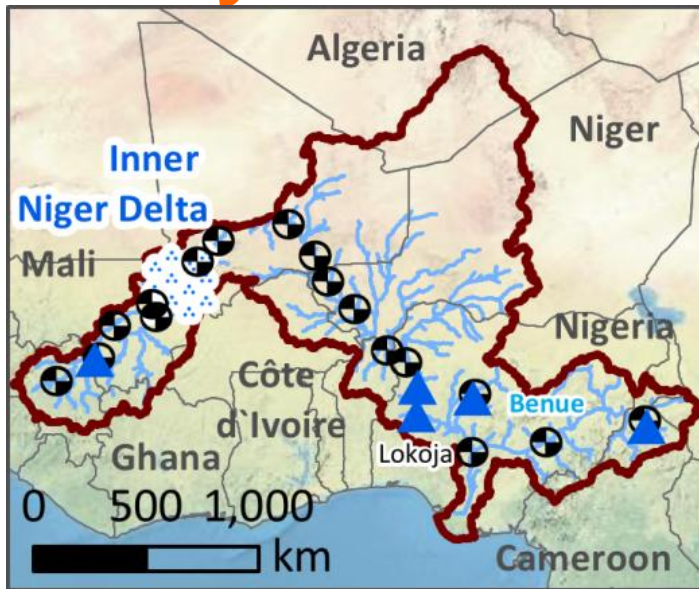 Algeria
Niger
Inner
Niger Delta
Mali
Nigeria
Côte
d`Ivoire
Benue
Lokoja
Ghana
0 500 1,000
km
Cameroon